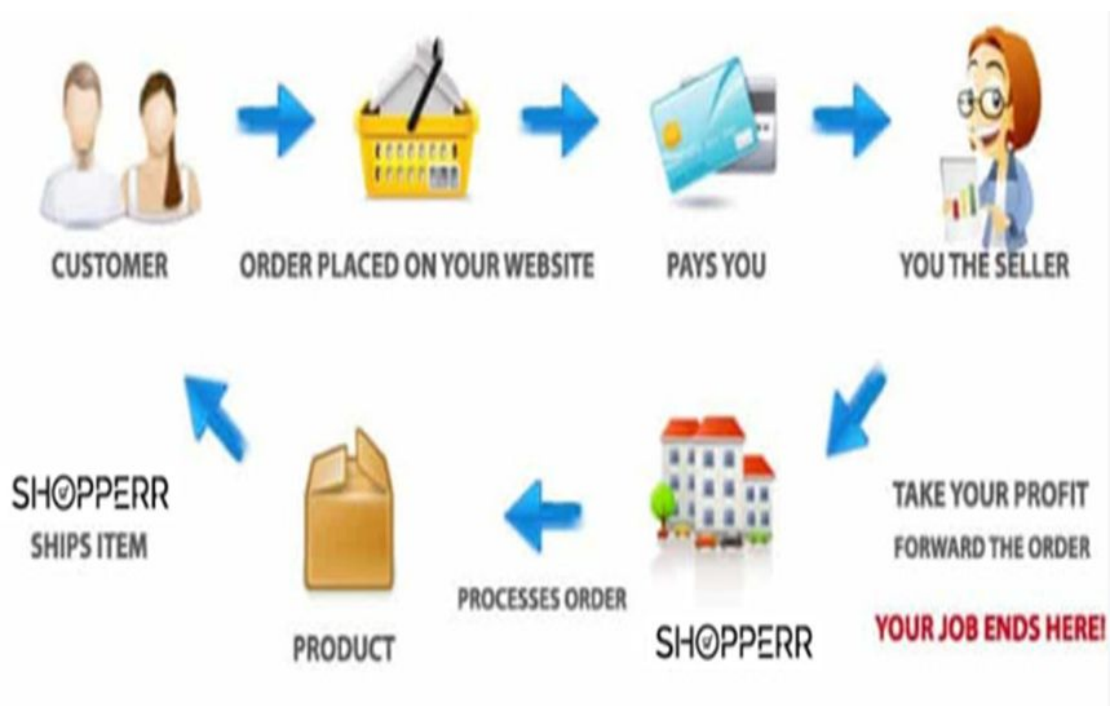 CUSTOMER
ORDER PLACED ON YOUR WEBSITE
PAYS YOU
YOU THE SELLER
TAKE YOUR PROFIT
FORWARD THE ORDER
YOUR JOB ENDS HERE!
SHOPPERR
PROCESSES ORDER
PRODUCT
SHOPPERR
SHIPS ITEM